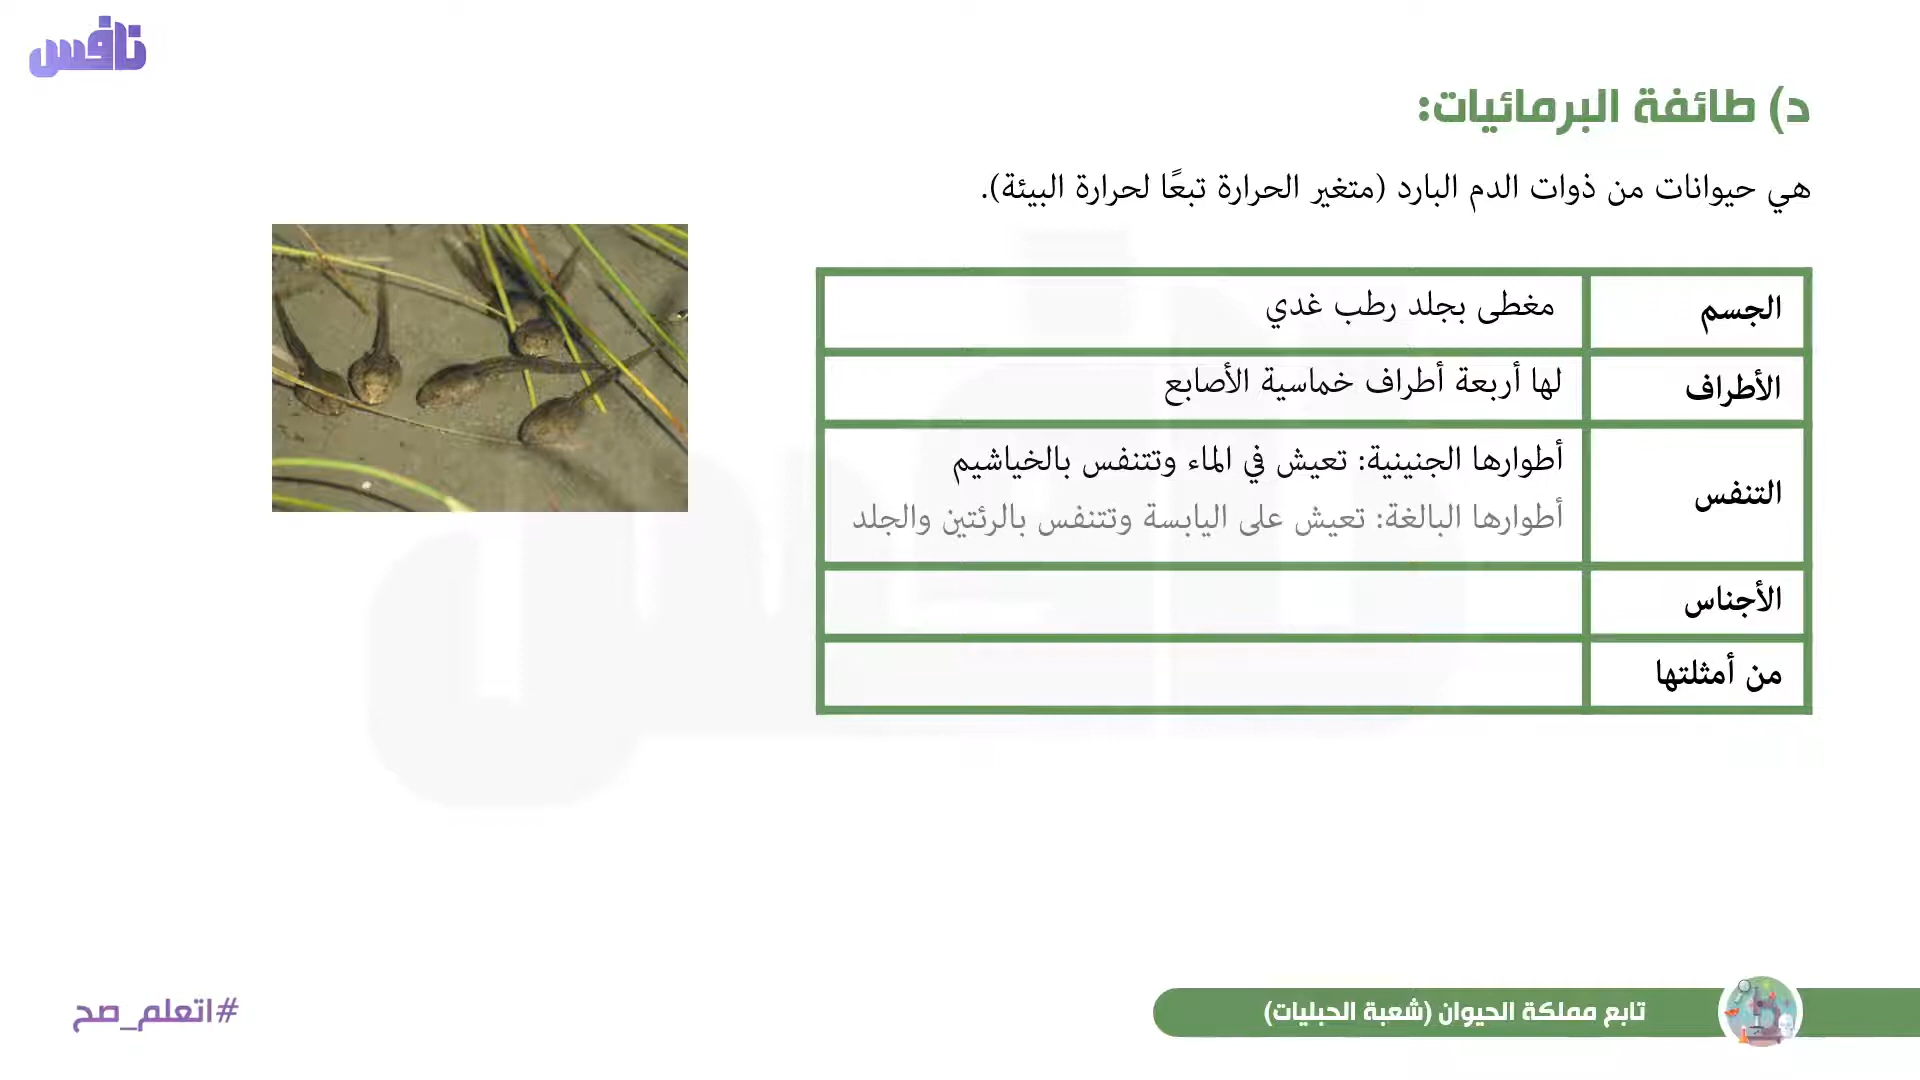 نافس
د) طائفة البرمائيات:
هي حيوانات من ذوات الدم البارد (متغير الحرارة تبعًا لحرارة البيئة).
الجسم
مغطى بجلد رطب غدي
الأطراف
لها أربعة أطراف خماسية الأصابع
التنفس
أطوارها الجنينية: تعيش في الماء وتتنفس بالخياشيم
أطوارها البالغة: تعيش على اليابسة وتتنفس بالرئتين والجلد
الأجناس
من أمثلتها
تابع مملكة الحيوان (شعبة الحبليات)
#اتعلم_صح